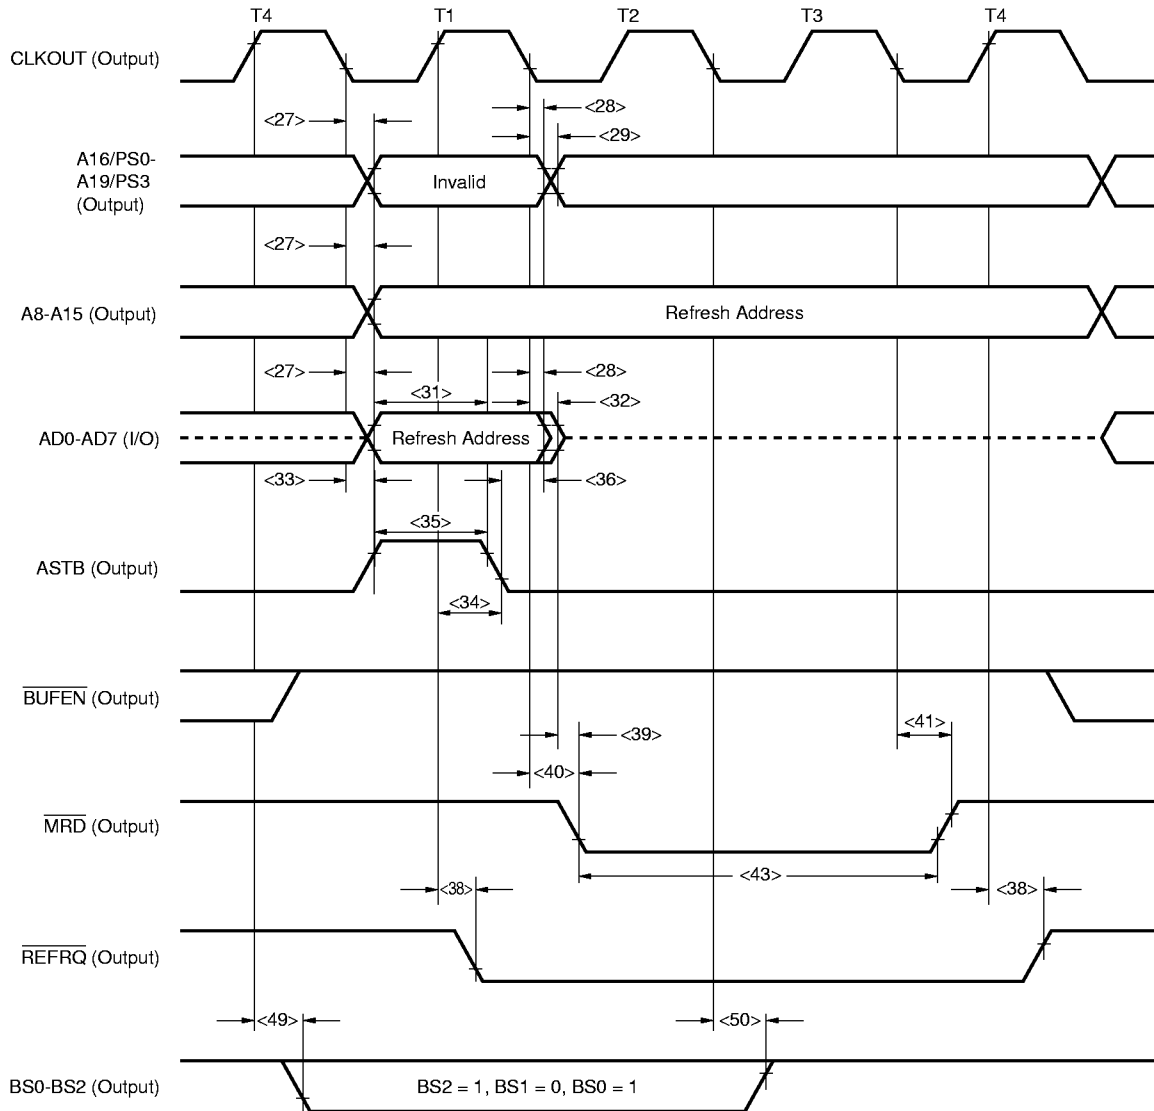 T4 T1 T2 T3 T4
CLKOUT (Output)
<28>
<27>
<29>
A16/PS0-
A19/PS3
(Output)
Invalid
<27>
A8-A15 (Output)
Refresh Address
<27>
<28>
<31>
<32>
AD0-AD7 (I/O)
Refresh Address
<33>
<36>
<35>
ASTB (Output)
<34>
BUFEN (Output)
<39>
<41>
<40>
MRD (Output)
<43>
<38>
<38>
REFRQ (Output)
<49>
<50>
BS0-BS2 (Output)
BS2 = 1, BS1 = 0, BS0 = 1